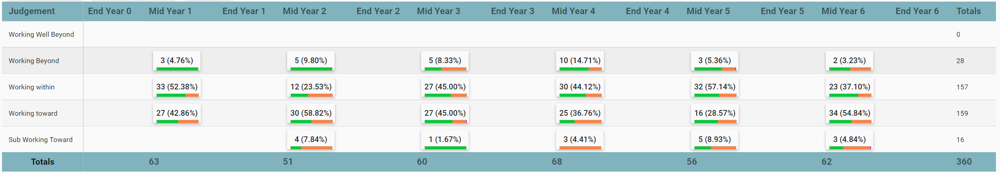 Judgement End Year 0 Mid Year 1 End Year 1 Mid Year 2 End Year 2 Mid Year 3 End Year 3 Mid Year 4 End Year 4 Mid Year 5 End Year 5 Mid Year 6 End Year 6 Totals
Working Well Beyond 0
Working Beyond 3 (4.76%) 5 (9.80%) 5 (8.33%) 10 (14.71%) 3 (5.36%) 2 (3.23%) 28
Working within 33 (52.38%) 12 (23.53%) 27 (45.00%) 30 (44.12%) 32 (57.14%) 23 (37.10%) 157
Working toward 27 (42.86%) 30 (58.82%) 27 (45.00%) 25 (36.76%) 16 (28.57%) 34 (54.84%) 159
Sub Working Toward 4 (7.84%) 1 (1.67%) 3 (4.41%) 5 (8.93%) 3 (4.84%) 16
Totals 63 51 60 68 56 62 360